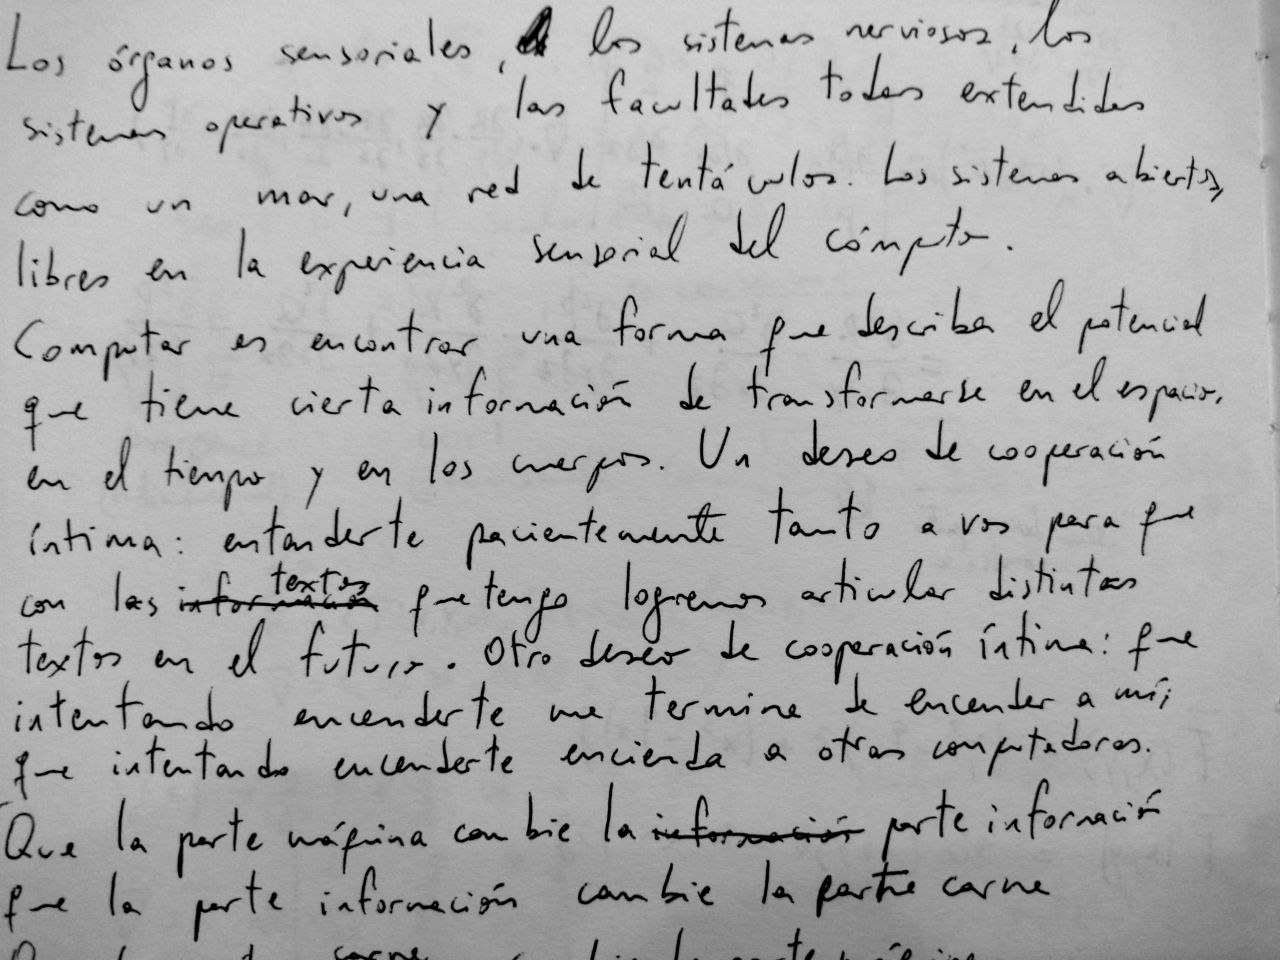 Los órganos sensoriales, los sistemas nerviosos, los
sistemas operativos y las facultades todas extendidas
como un mar, una red de tentáculos. Los sistemas abiertos,
libres en la experiencia sensorial del cómputo.
Computar es encontrar una forma que describa el potencial
que tiene cierta información de transformarse en el espacio,
en el tiempo y en los cuerpos. Un deseo de cooperación
íntima: entenderte pacientemente tanto a vos para que
con los textos que tengo logremos articular distintos
textos en el futuro. Otro deseo de cooperación íntima: que
intentando encenderte me termine de encender a mí;
que intentando encenderte encienda a otras computadoras.
Que la parte máquina cambie la parte información
que la parte información cambie la parte carne
carne parte máquina